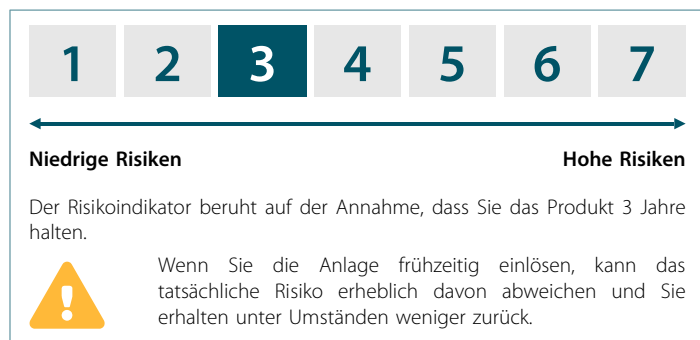 1 2 3 4 5 6 7
Niedrige Risiken Hohe Risiken
Der Risikoindikator beruht auf der Annahme, dass Sie das Produkt 3 Jahre
halten.
Wenn Sie die Anlage frühzeitig einlösen, kann das
tatsächliche Risiko erheblich davon abweichen und Sie
erhalten unter Umständen weniger zurück.